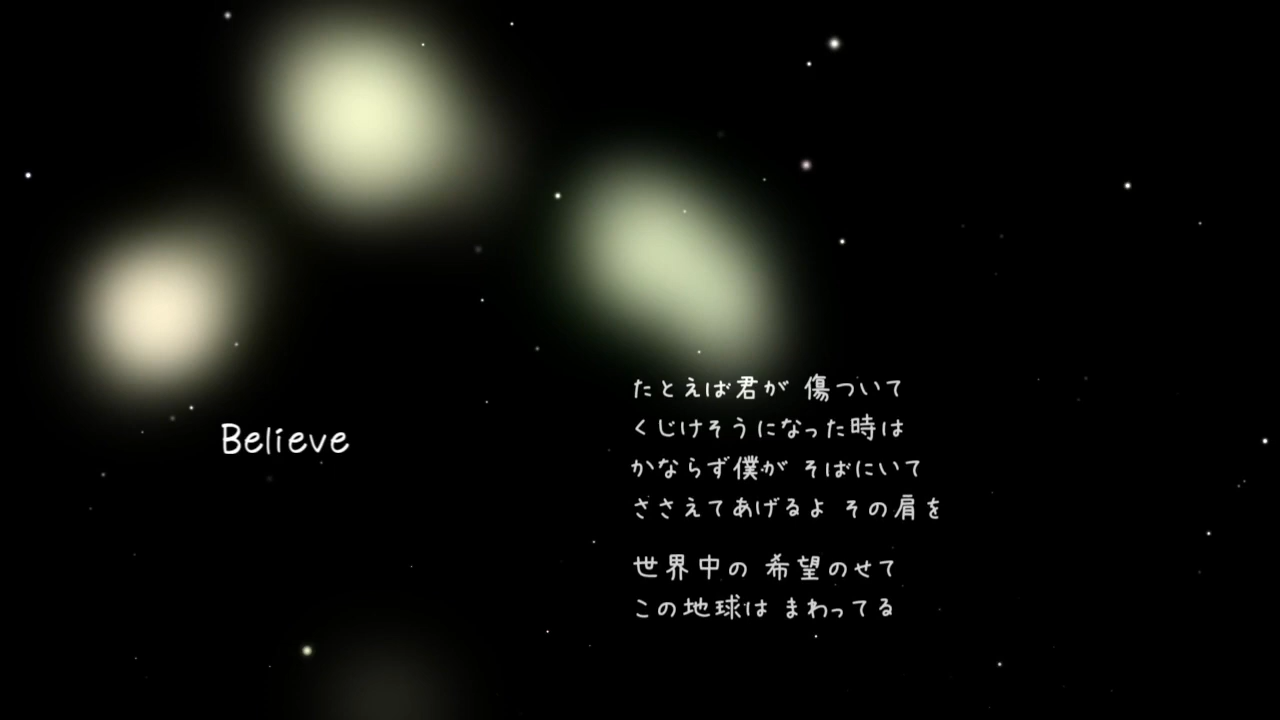 Believe
たとえば君が 傷ついて
くじけそうになった時は
かならず僕が そばにいて
ささえてあげるよ その肩を
世界中の 希望のせて
この地球は まわってる